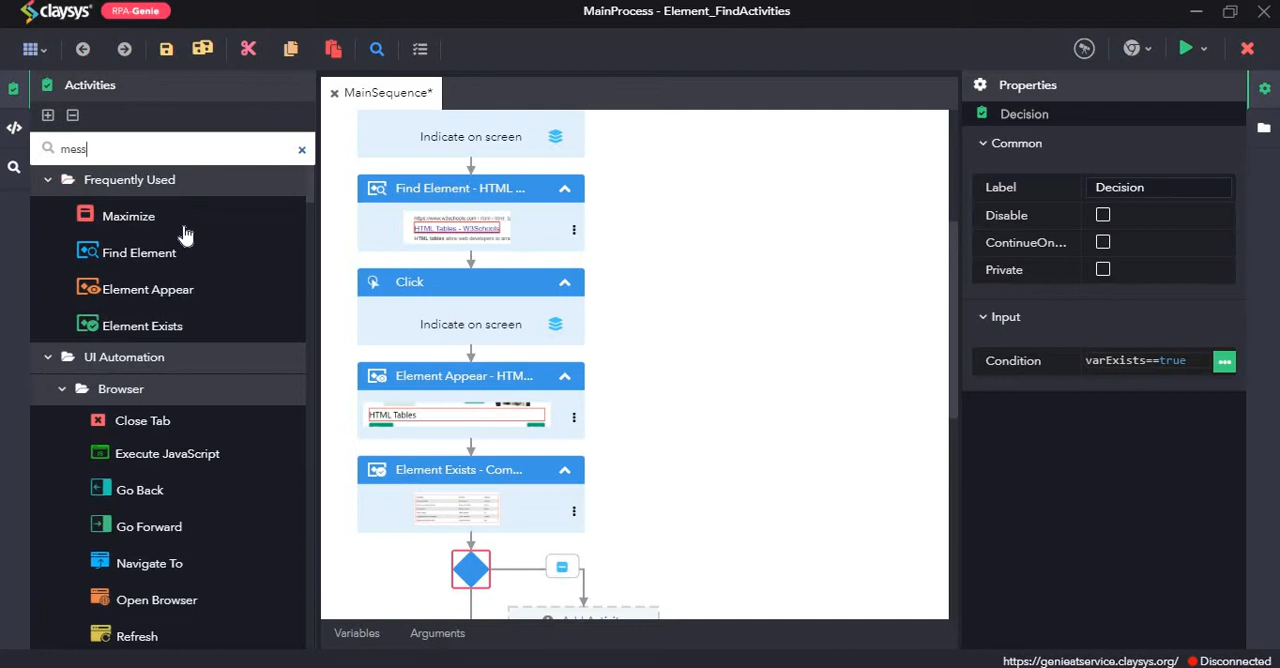 claysys
RPA-Genie
MainProcess - Element_FindActivities
Activities
mess
Frequently Used
Maximize
Find Element
Element Appear
Element Exists
UI Automation
Browser
Close Tab
Execute JavaScript
Go Back
Go Forward
Navigate To
Open Browser
Refresh
MainSequence*
Indicate on screen
Find Element - HTML ...
HTML Tables - W3Schools
Click
Indicate on screen
Element Appear - HTM...
HTML Tables
Element Exists - Com...
Variables
Arguments
Properties
Decision
Common
Label
Decision
Disable
ContinueOn...
Private
Input
Condition
varExists==true
https://genieatservice.claysys.org/
Disconnected